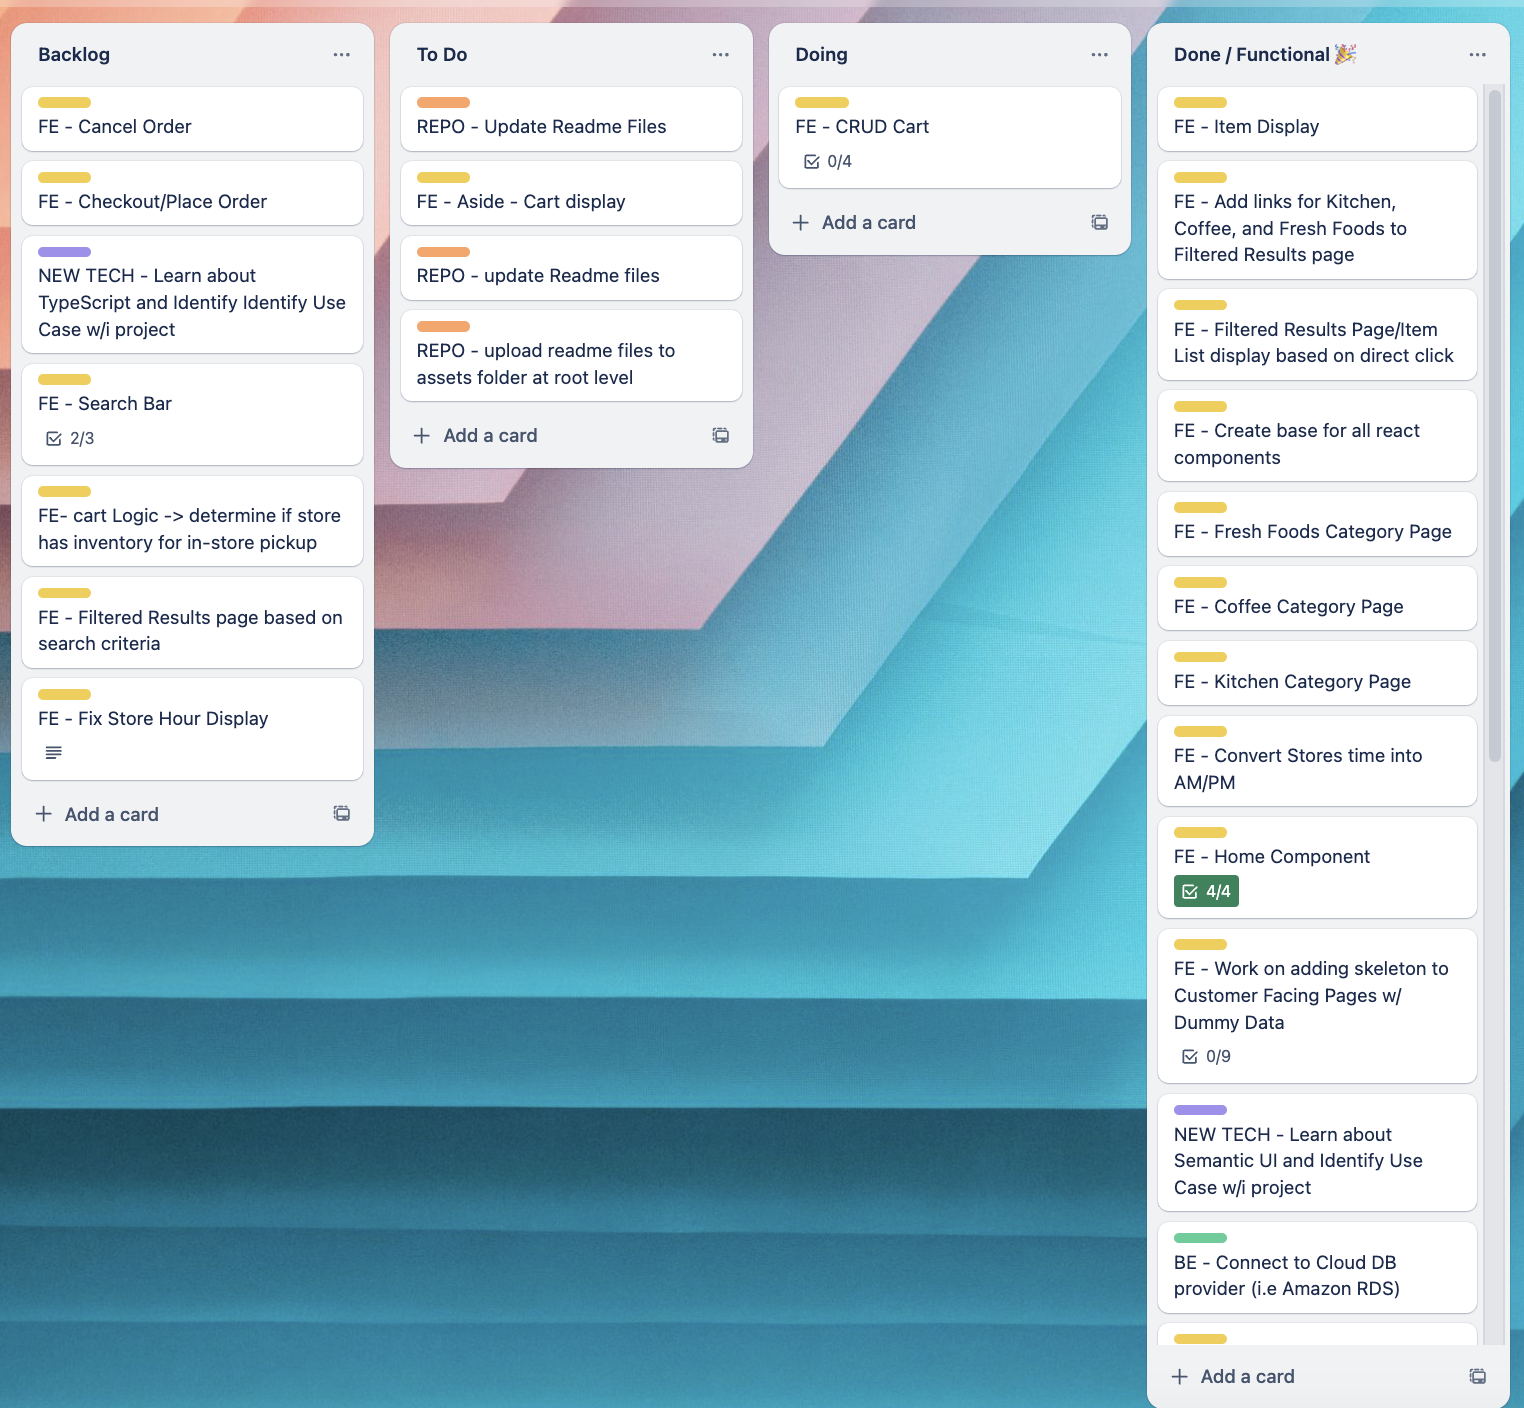 Backlog
FE - Cancel Order
FE - Checkout/Place Order
NEW TECH - Learn about
TypeScript and Identify Identify Use
Case w/i project
FE - Search Bar
2/3
FE- cart Logic -> determine if store
has inventory for in-store pickup
FE - Filtered Results page based on
search criteria
FE - Fix Store Hour Display
+ Add a card
To Do
REPO - Update Readme Files
FE - Aside - Cart display
REPO - update Readme files
REPO - upload readme files to
assets folder at root level
+ Add a card
Doing
FE - CRUD Cart
0/4
+ Add a card
Done / Functional 🎉
FE - Item Display
FE - Add links for Kitchen,
Coffee, and Fresh Foods to
Filtered Results page
FE - Filtered Results Page/Item
List display based on direct click
FE - Create base for all react
components
FE - Fresh Foods Category Page
FE - Coffee Category Page
FE - Kitchen Category Page
FE - Convert Stores time into
AM/PM
FE - Home Component
4/4
FE - Work on adding skeleton to
Customer Facing Pages w/
Dummy Data
0/9
NEW TECH - Learn about
Semantic UI and Identify Use
Case w/i project
BE - Connect to Cloud DB
provider (i.e Amazon RDS)
+ Add a card